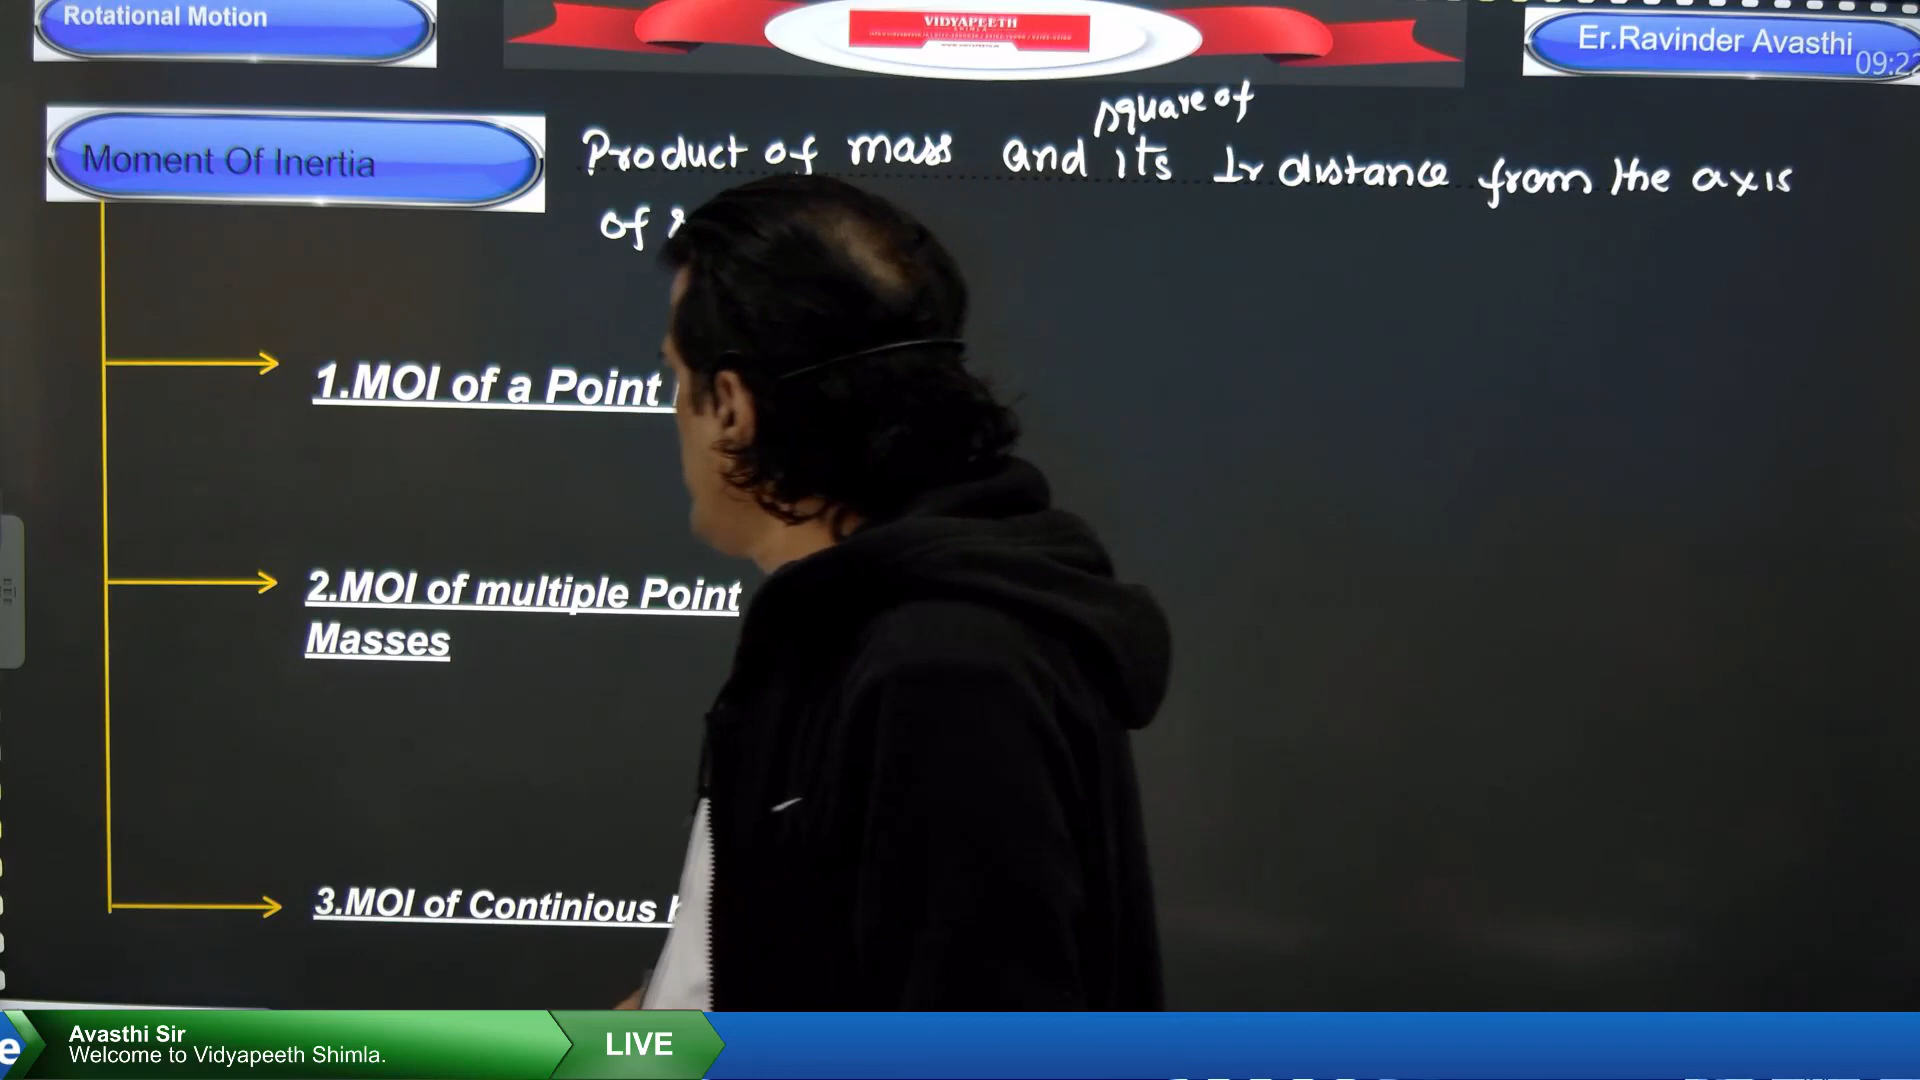 Rotational Motion
VIDYAPEETH
SHIMLA
Er.Ravinder Avasthi
09:22
square of
Moment Of Inertia
Product of mass and its ⊥r distance from the axis
of
1.MOI of a Point
2.MOI of multiple Point
Masses
3.MOI of Continious
Avasthi Sir
Welcome to Vidyapeeth Shimla.
LIVE